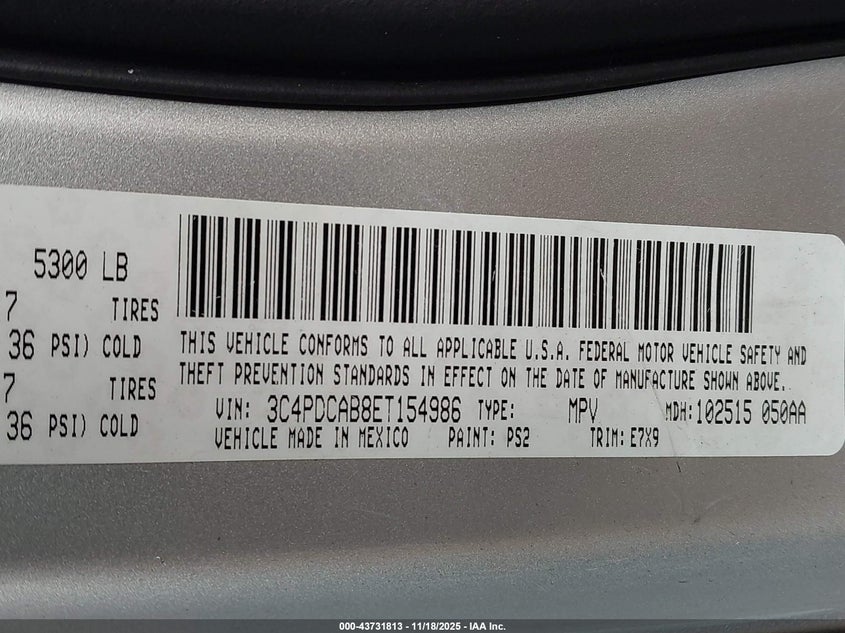 5300 LB
7 TIRES
36 PSI) COLD
7 TIRES
36 PSI) COLD
THIS VEHICLE CONFORMS TO ALL APPLICABLE U.S.A. FEDERAL MOTOR VEHICLE SAFETY AND
THEFT PREVENTION STANDARDS IN EFFECT ON THE DATE OF MANUFACTURE SHOWN ABOVE.
VIN: 3C4PDCAB8ET154986 TYPE: MPV MDH:102515 050AA
VEHICLE MADE IN MEXICO PAINT: PS2 TRIM: E7X9
000-43731813 - 11/18/2025 - IAA Inc.